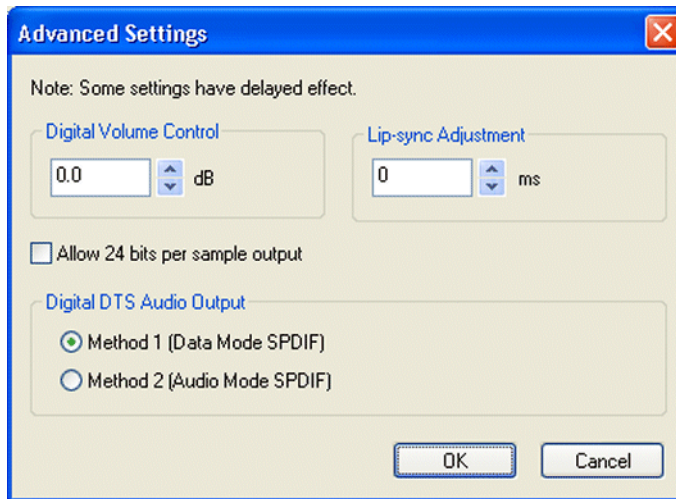 Advanced Settings
Note: Some settings have delayed effect.
Digital Volume Control
0.0 dB
Lip-sync Adjustment
0 ms
Allow 24 bits per sample output
Digital DTS Audio Output
Method 1 (Data Mode SPDIF)
Method 2 (Audio Mode SPDIF)
OK
Cancel